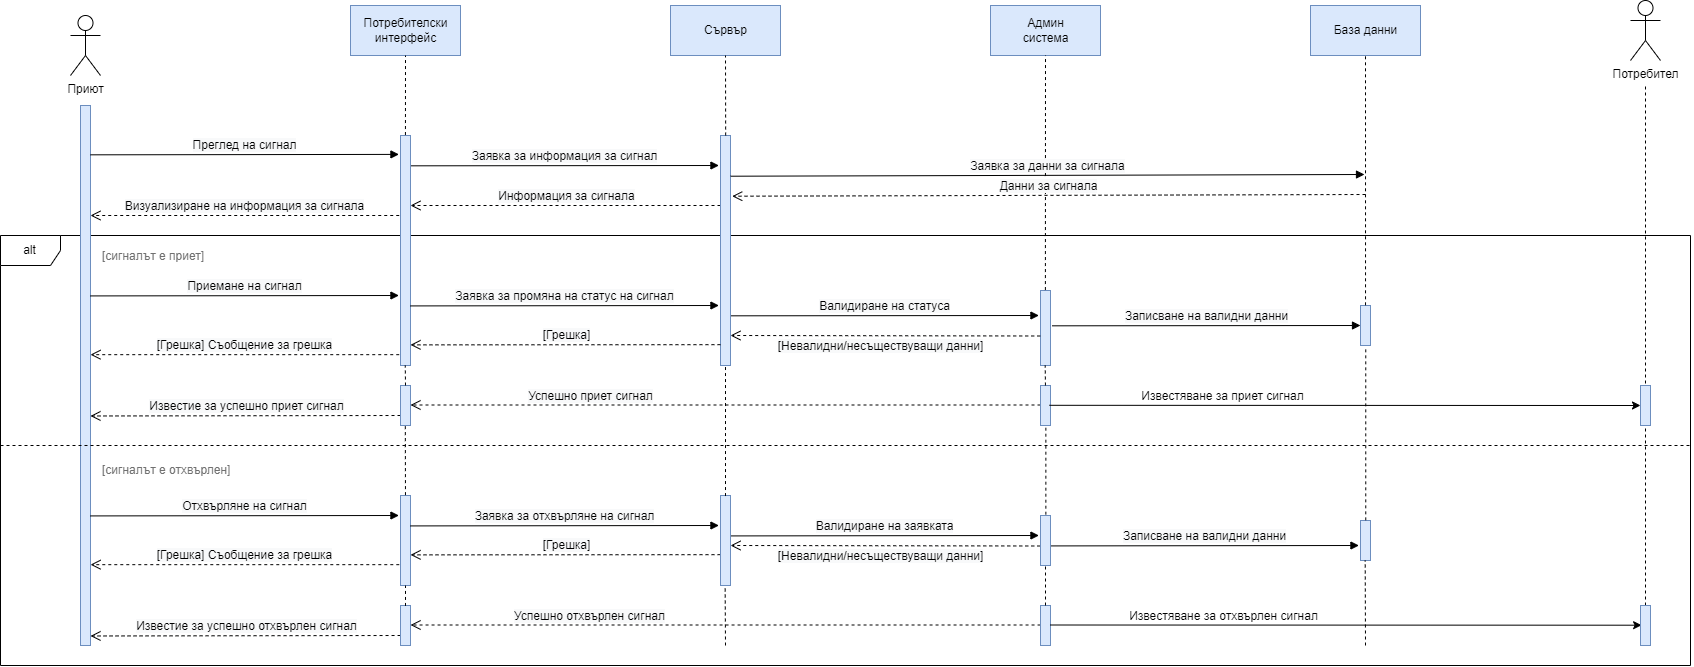 Приют
Потребителски
интерфейс
Сървър
Админ
система
База данни
Потребител
Преглед на сигнал
Заявка за информация за сигнал
Заявка за данни за сигнала
Данни за сигнала
Информация за сигнала
Визуализиране на информация за сигнала
alt
[сигналът е приет]
Приемане на сигнал
Заявка за промяна на статус на сигнал
Валидиране на статуса
Записване на валидни данни
[Невалидни/несъществуващи данни]
[Грешка]
[Грешка] Съобщение за грешка
Успешно приет сигнал
Известяване за приет сигнал
Известие за успешно приет сигнал
[сигналът е отхвърлен]
Отхвърляне на сигнал
Заявка за отхвърляне на сигнал
Валидиране на заявката
Записване на валидни данни
[Невалидни/несъществуващи данни]
[Грешка]
[Грешка] Съобщение за грешка
Успешно отхвърлен сигнал
Известяване за отхвърлен сигнал
Известие за успешно отхвърлен сигнал